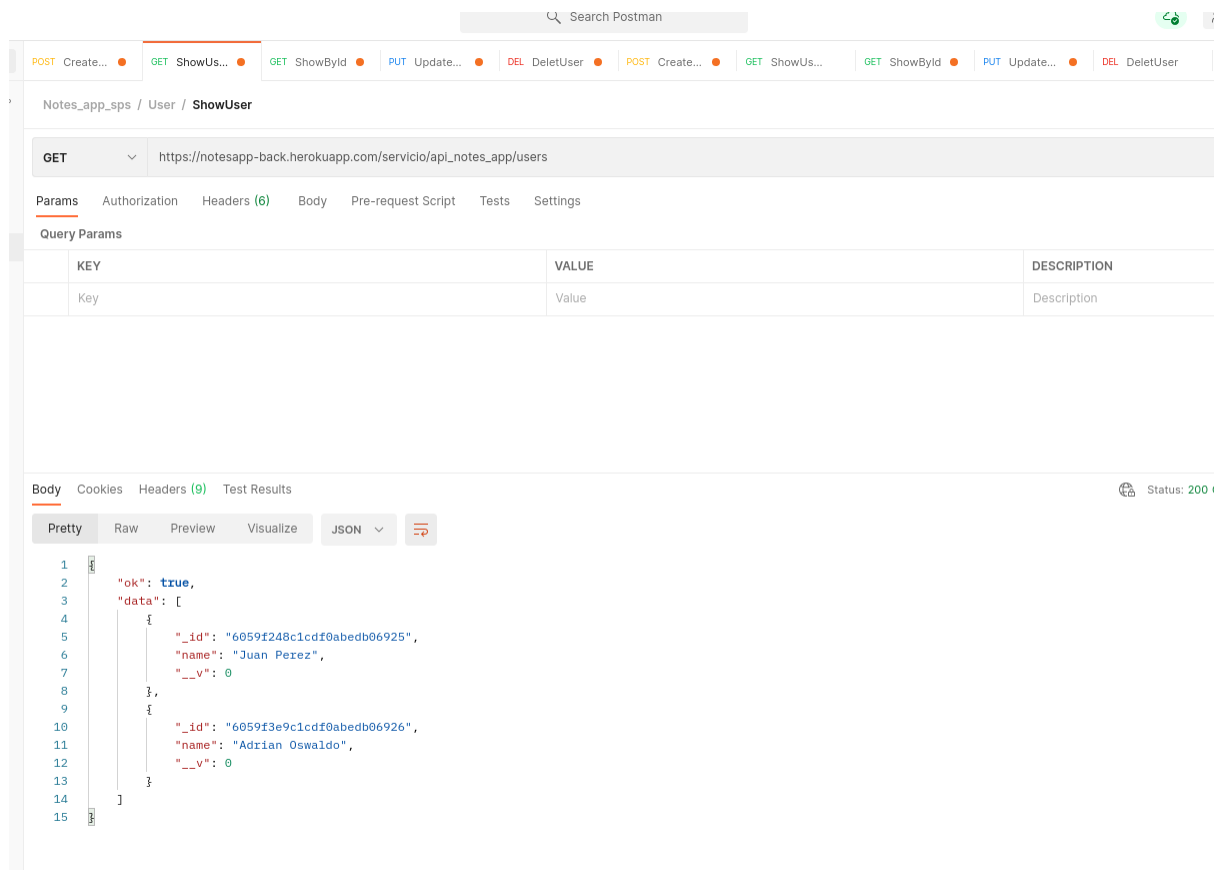 Search Postman
POST Create... GET ShowUs... GET ShowById PUT Update... DEL DeletUser POST Create... GET ShowUs... GET ShowById PUT Update... DEL DeletUser
Notes_app_sps / User / ShowUser
GET https://notesapp-back.herokuapp.com/servicio/api_notes_app/users
Params Authorization Headers (6) Body Pre-request Script Tests Settings
Query Params
KEY VALUE DESCRIPTION
Key Value Description
Body Cookies Headers (9) Test Results Status: 200
Pretty Raw Preview Visualize JSON
1 {
2 "ok": true,
3 "data": [
4 {
5 "_id": "6059f248c1cdf0abedb06925",
6 "name": "Juan Perez",
7 "__v": 0
8 },
9 {
10 "_id": "6059f3e9c1cdf0abedb06926",
11 "name": "Adrian Oswaldo",
12 "__v": 0
13 }
14 ]
15 }